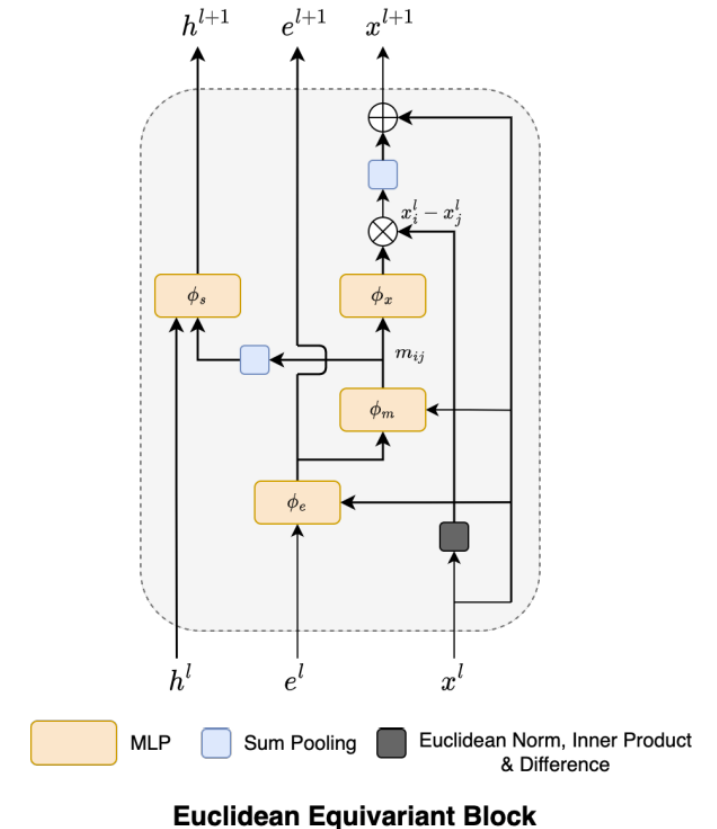 h^{l+1} e^{l+1} x^{l+1}
x_i^l − x_j^l
ϕ_s ϕ_x
m_{ij}
ϕ_m
ϕ_e
h^l e^l x^l
MLP
Sum Pooling
Euclidean Norm, Inner Product
& Difference
Euclidean Equivariant Block